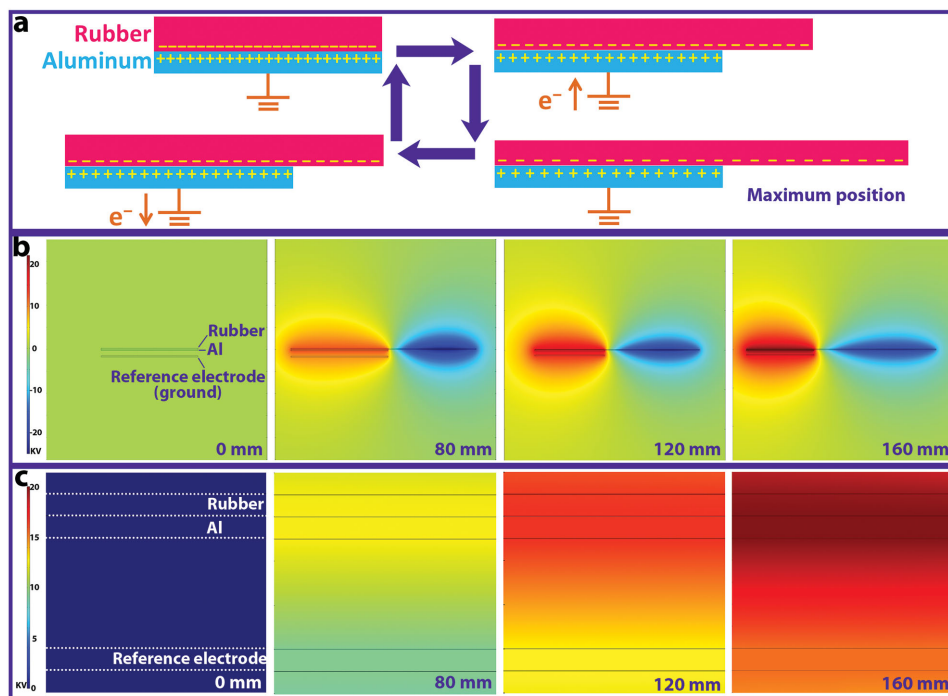 a
Rubber
Aluminum
e⁻
e⁻
Maximum position
b
20
10
0
-10
-20
KV
Rubber
Al
Reference electrode
(ground)
0 mm
80 mm
120 mm
160 mm
c
20
15
10
5
KV 0
Rubber
Al
Reference electrode
0 mm
80 mm
120 mm
160 mm